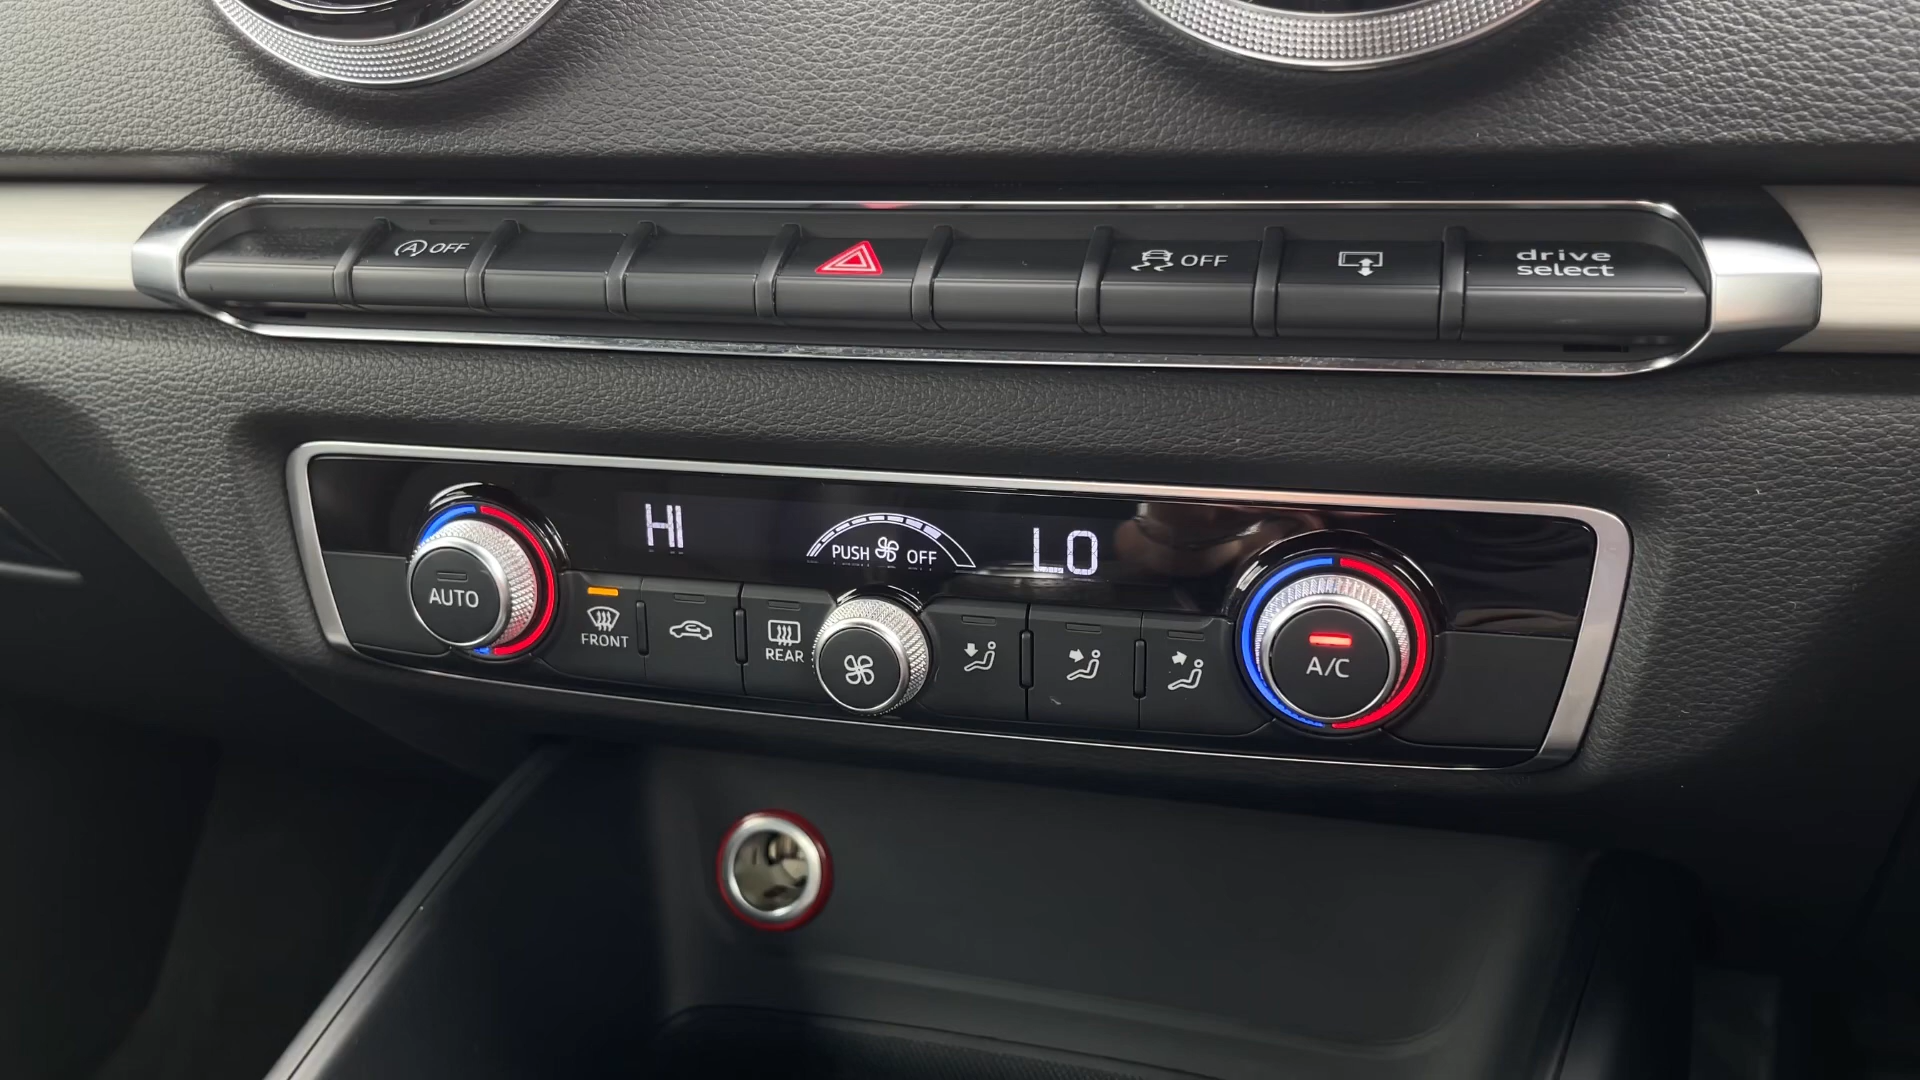 A OFF
OFF
drive
select
HI
PUSH OFF
LO
AUTO
FRONT
REAR
A/C